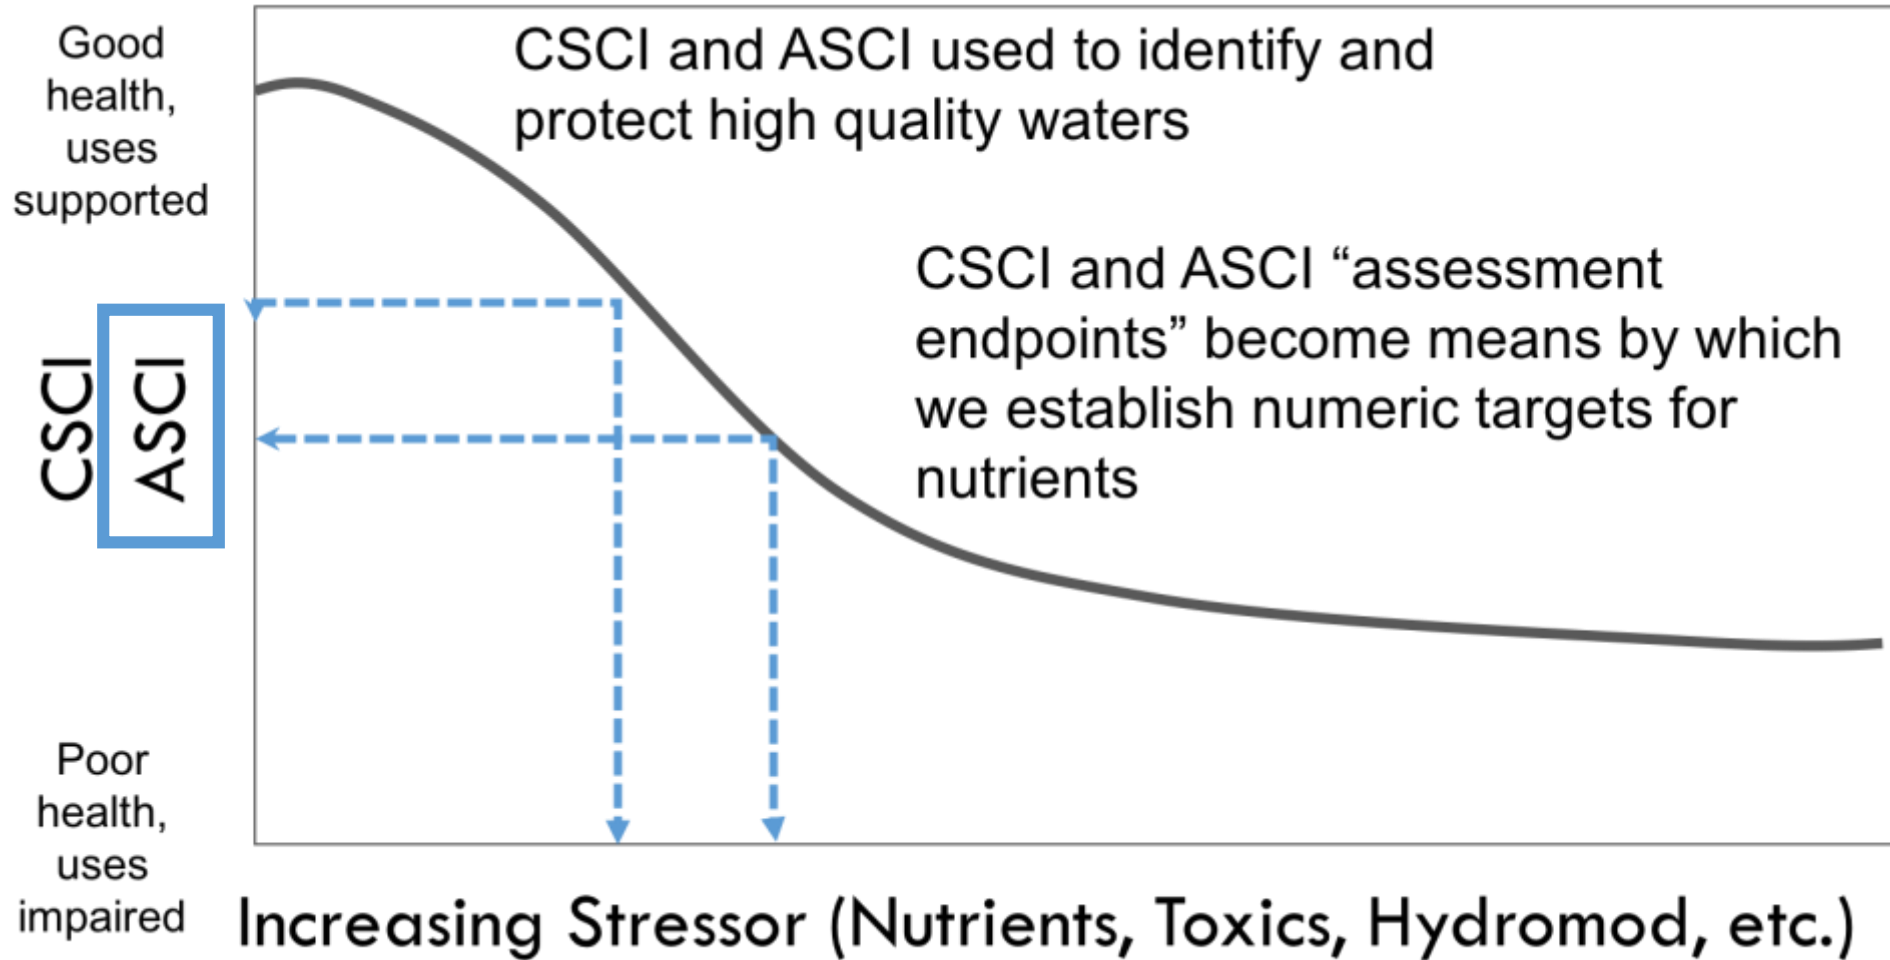 Good
health,
uses
supported
CSCI and ASCI used to identify and
protect high quality waters
CSCI and ASCI “assessment
endpoints” become means by which
we establish numeric targets for
nutrients
CSCI
ASCI
Poor
health,
uses
impaired
Increasing Stressor (Nutrients, Toxics, Hydromod, etc.)